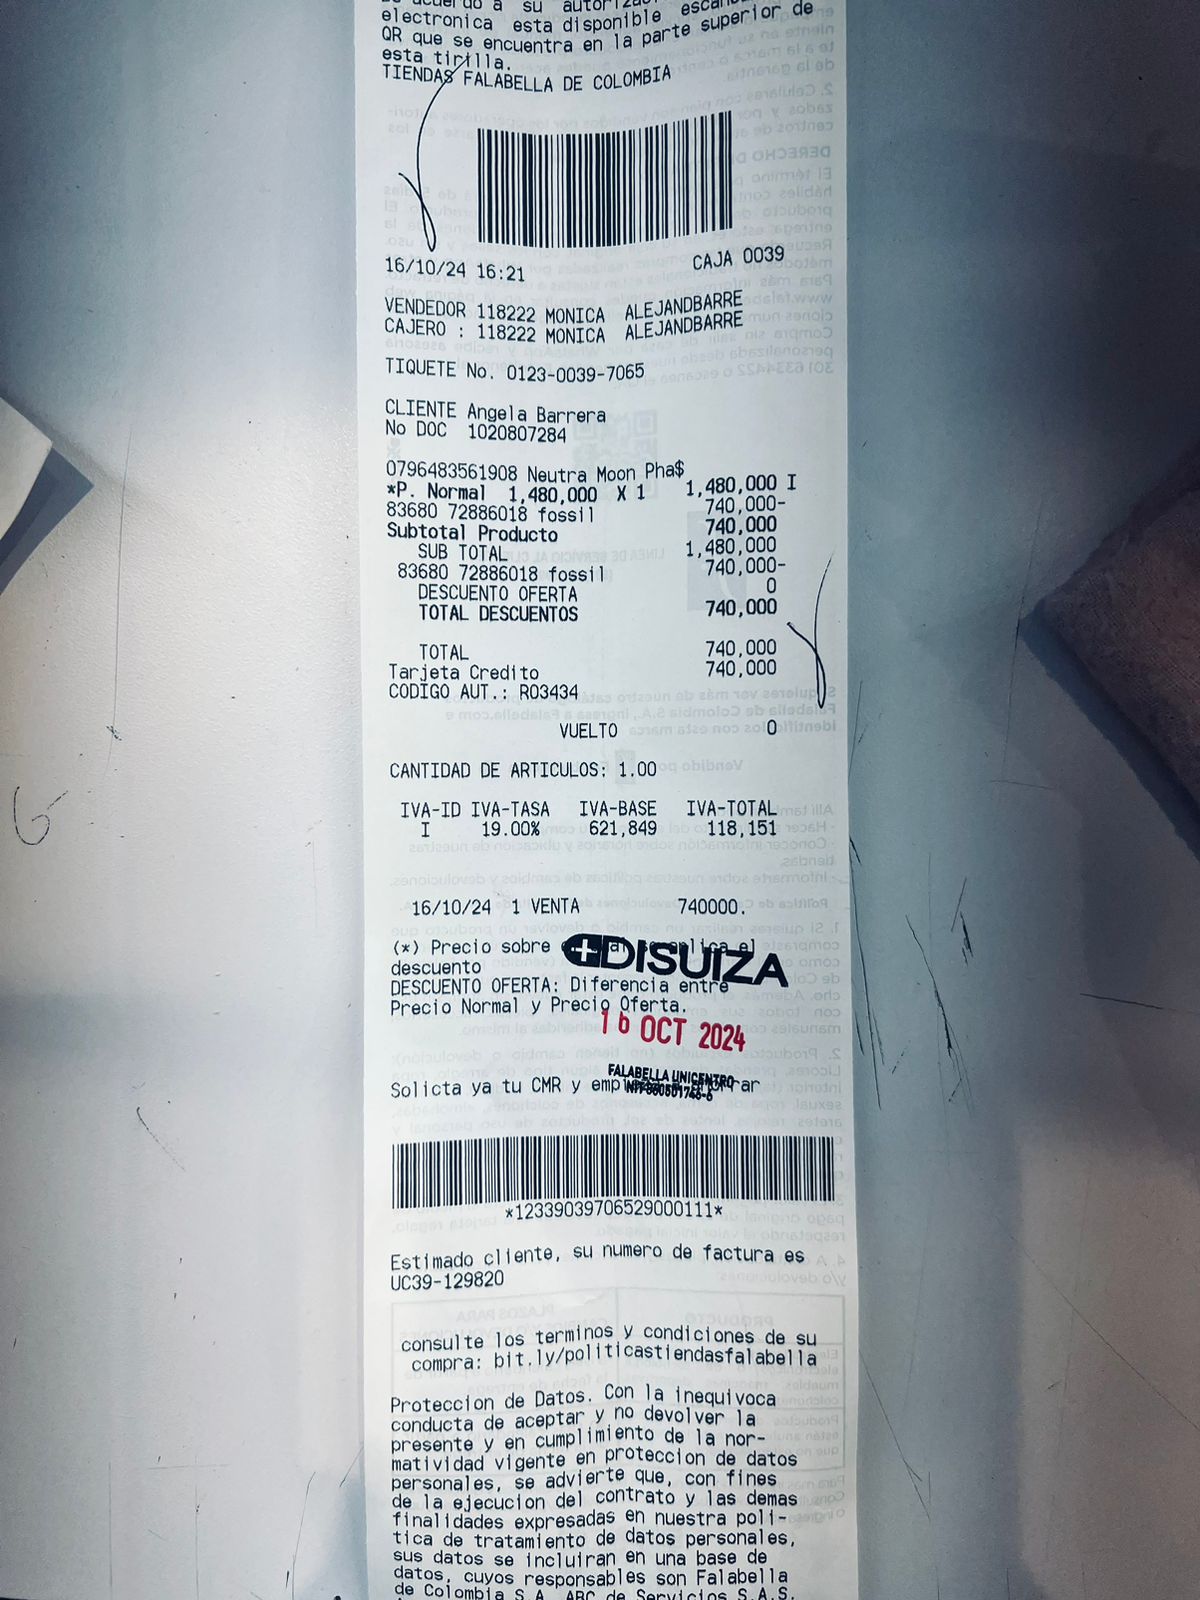 electronica esta disponible
QR que se encuentra en la parte superior de
esta tirilla.
TIENDAS FALABELLA DE COLOMBIA
16/10/24 16:21 CAJA 0039
VENDEDOR 118222 MONICA ALEJANDBARRE
CAJERO : 118222 MONICA ALEJANDBARRE
TIQUETE No. 0123-0039-7065
CLIENTE Angela Barrera
No DOC 1020807284
0796483561908 Neutra Moon Pha$
*P. Normal 1,480,000 X 1 1,480,000 I
83680 72886018 fossil 740,000-
Subtotal Producto 740,000
SUB TOTAL 1,480,000
83680 72886018 fossil 740,000-
DESCUENTO OFERTA 0
TOTAL DESCUENTOS 740,000
TOTAL 740,000
Tarjeta Credito 740,000
CODIGO AUT.: R03434
VUELTO 0
CANTIDAD DE ARTICULOS: 1.00
IVA-ID IVA-TASA IVA-BASE IVA-TOTAL
I 19.00% 621,849 118,151
16/10/24 1 VENTA 740000.
(*) Precio sobre el
DISUIZA
descuento
DESCUENTO OFERTA: Diferencia entre
Precio Normal y Precio Oferta.
16 OCT 2024
FALABELLA UNICENTRO
Solicta ya tu CMR y
*12339039706529000111*
Estimado cliente, su numero de factura es
UC39-129820
consulte los terminos y condiciones de su
compra: bit.ly/politicastiendasfalabella
Proteccion de Datos. Con la inequivoca
conducta de aceptar y no devolver la
presente y en cumplimiento de la nor-
matividad vigente en proteccion de datos
personales, se advierte que, con fines
de la ejecucion del contrato y las demas
finalidades expresadas en nuestra poli-
tica de tratamiento de datos personales,
sus datos se incluiran en una base de
datos, cuyos responsables son Falabella
de Colombia S.A. ABC de Servicios S.A.S.